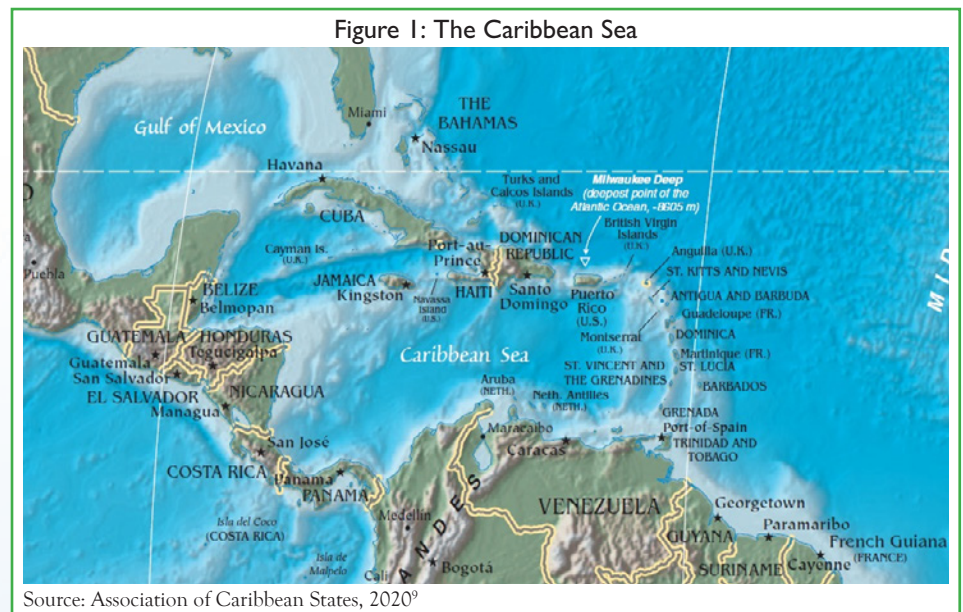 Figure 1: The Caribbean Sea
Gulf of Mexico
Miami
THE
BAHAMAS
Nassau
Havana
CUBA
Turks and
Caicos Islands
(U.K.)
Milwaukee Deep
(deepest point of the
Atlantic Ocean, -8605 m)
British Virgin
Islands
(U.K.)
Anguilla (U.K.)
ST. KITTS AND NEVIS
ANTIGUA AND BARBUDA
Guadeloupe (FR.)
Montserrat
(U.K.)
DOMINICA
Martinique (FR.)
ST. LUCIA
BARBADOS
ST. VINCENT AND
THE GRENADINES
GRENADA
Port-of-Spain
TRINIDAD AND
TOBAGO
Cayman Is.
(U.K.)
JAMAICA
Kingston
Navassa
Island
(U.S.)
Port-au-
Prince
HAITI
DOMINICAN
REPUBLIC
Santo
Domingo
Puerto
Rico
(U.S.)
Caribbean Sea
Aruba
(NETH.)
Neth. Antilles
(NETH.)
Puebla
BELIZE
Belmopan
GUATEMALA
Guatemala
HONDURAS
Tegucigalpa
San Salvador
EL SALVADOR
NICARAGUA
Managua
San José
COSTA RICA
Panama
PANAMA
Isla del Coco
(COSTA RICA)
Isla de
Malpelo
Maracaibo
Caracas
VENEZUELA
Medellín
Cali
Bogotá
ANDES
Georgetown
GUYANA
Paramaribo
SURINAME
French Guiana
(FRANCE)
Cayenne
MID
Source: Association of Caribbean States, 2020⁹